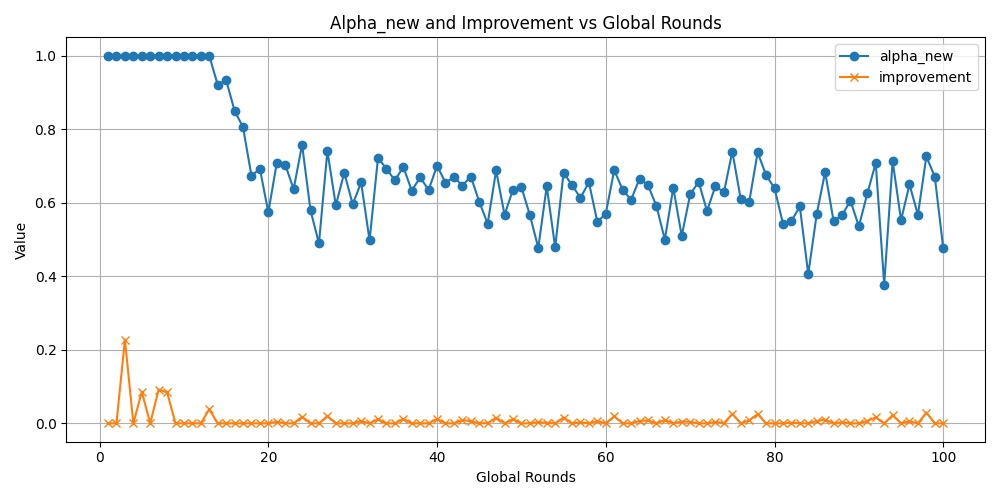 Alpha_new and Improvement vs Global Rounds
alpha_new
improvement
Value
1.0
0.8
0.6
0.4
0.2
0.0
0
20
40
60
80
100
Global Rounds